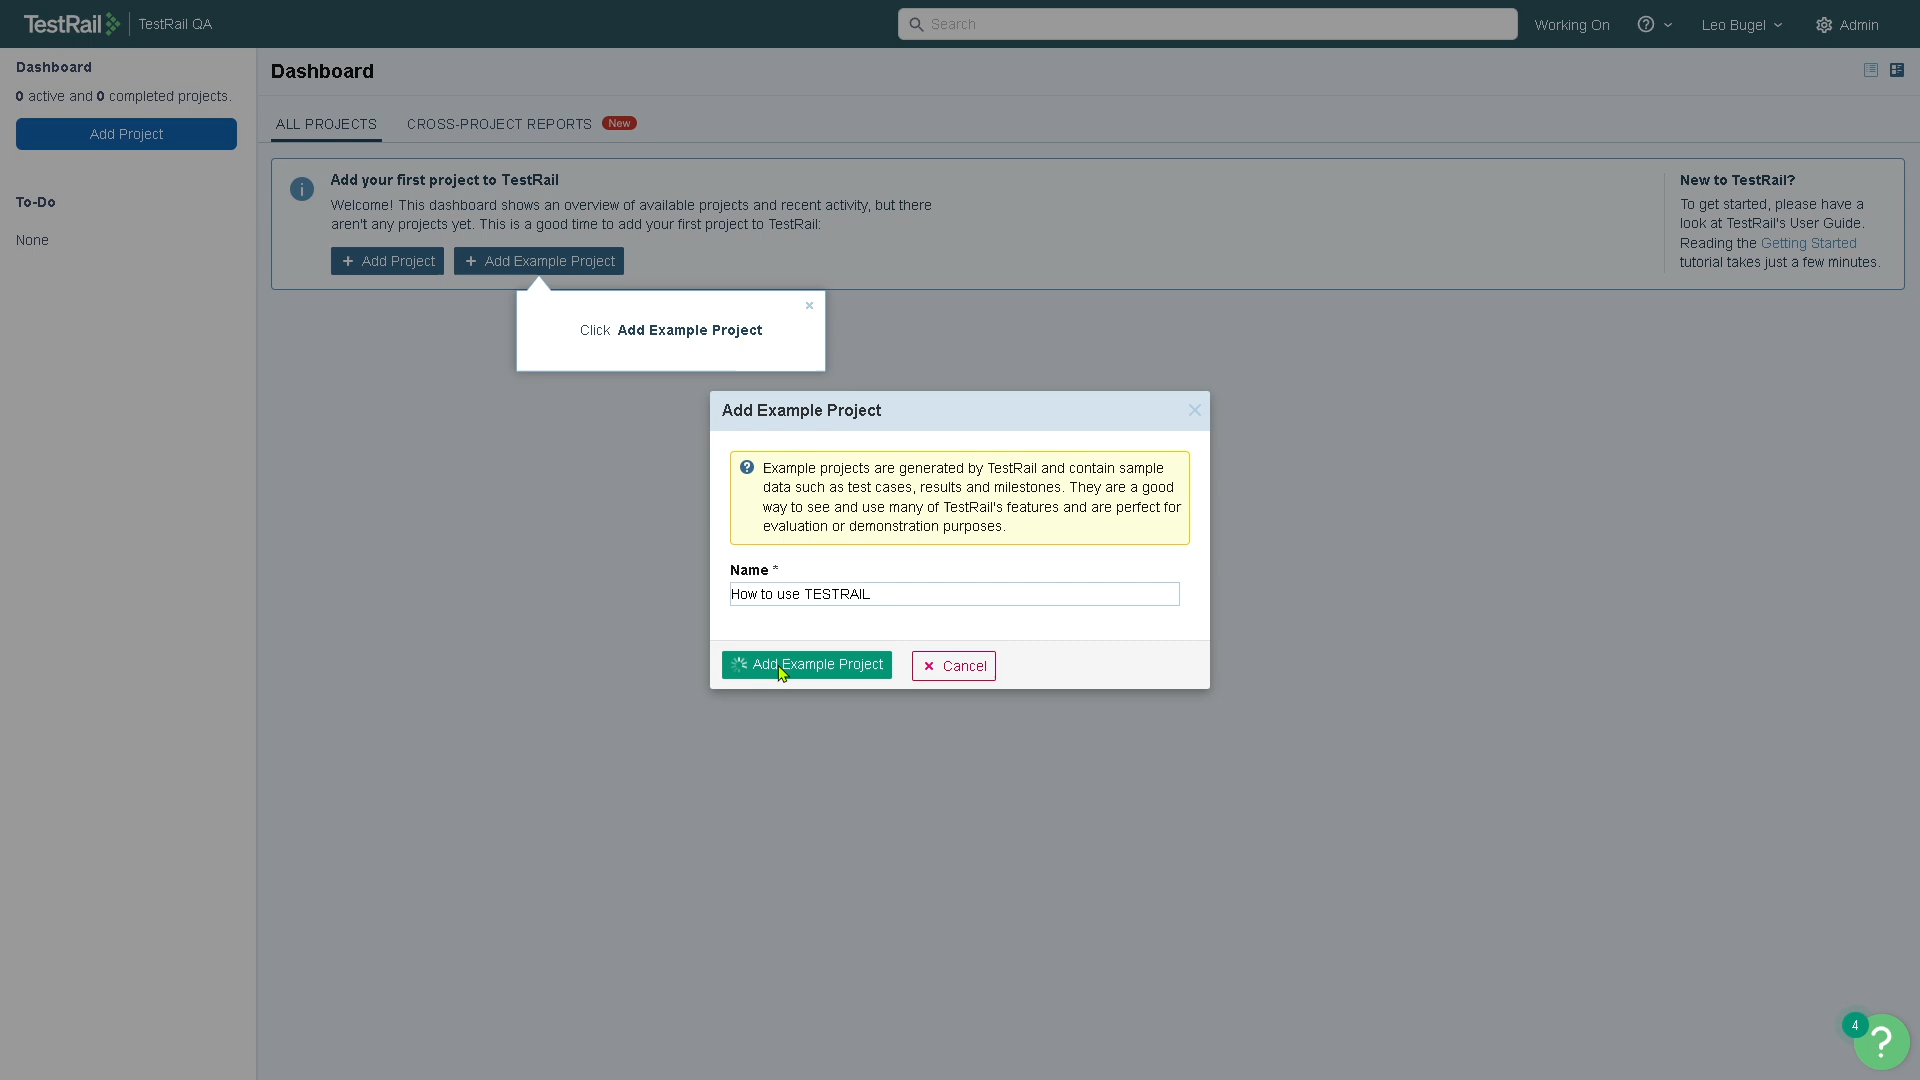 TestRail
TestRail QA
Search
Working On
Leo Bugel
Admin
Dashboard
0 active and 0 completed projects.
Add Project
To-Do
None
Dashboard
ALL PROJECTS
CROSS-PROJECT REPORTS
New
Add your first project to TestRail
Welcome! This dashboard shows an overview of available projects and recent activity, but there
aren't any projects yet. This is a good time to add your first project to TestRail:
+ Add Project
+ Add Example Project
New to TestRail?
To get started, please have a
look at TestRail's User Guide.
Reading the Getting Started
tutorial takes just a few minutes.
Click Add Example Project
Add Example Project
Example projects are generated by TestRail and contain sample
data such as test cases, results and milestones. They are a good
way to see and use many of TestRail's features and are perfect for
evaluation or demonstration purposes.
Name *
How to use TESTRAIL
Add Example Project
Cancel
4
?